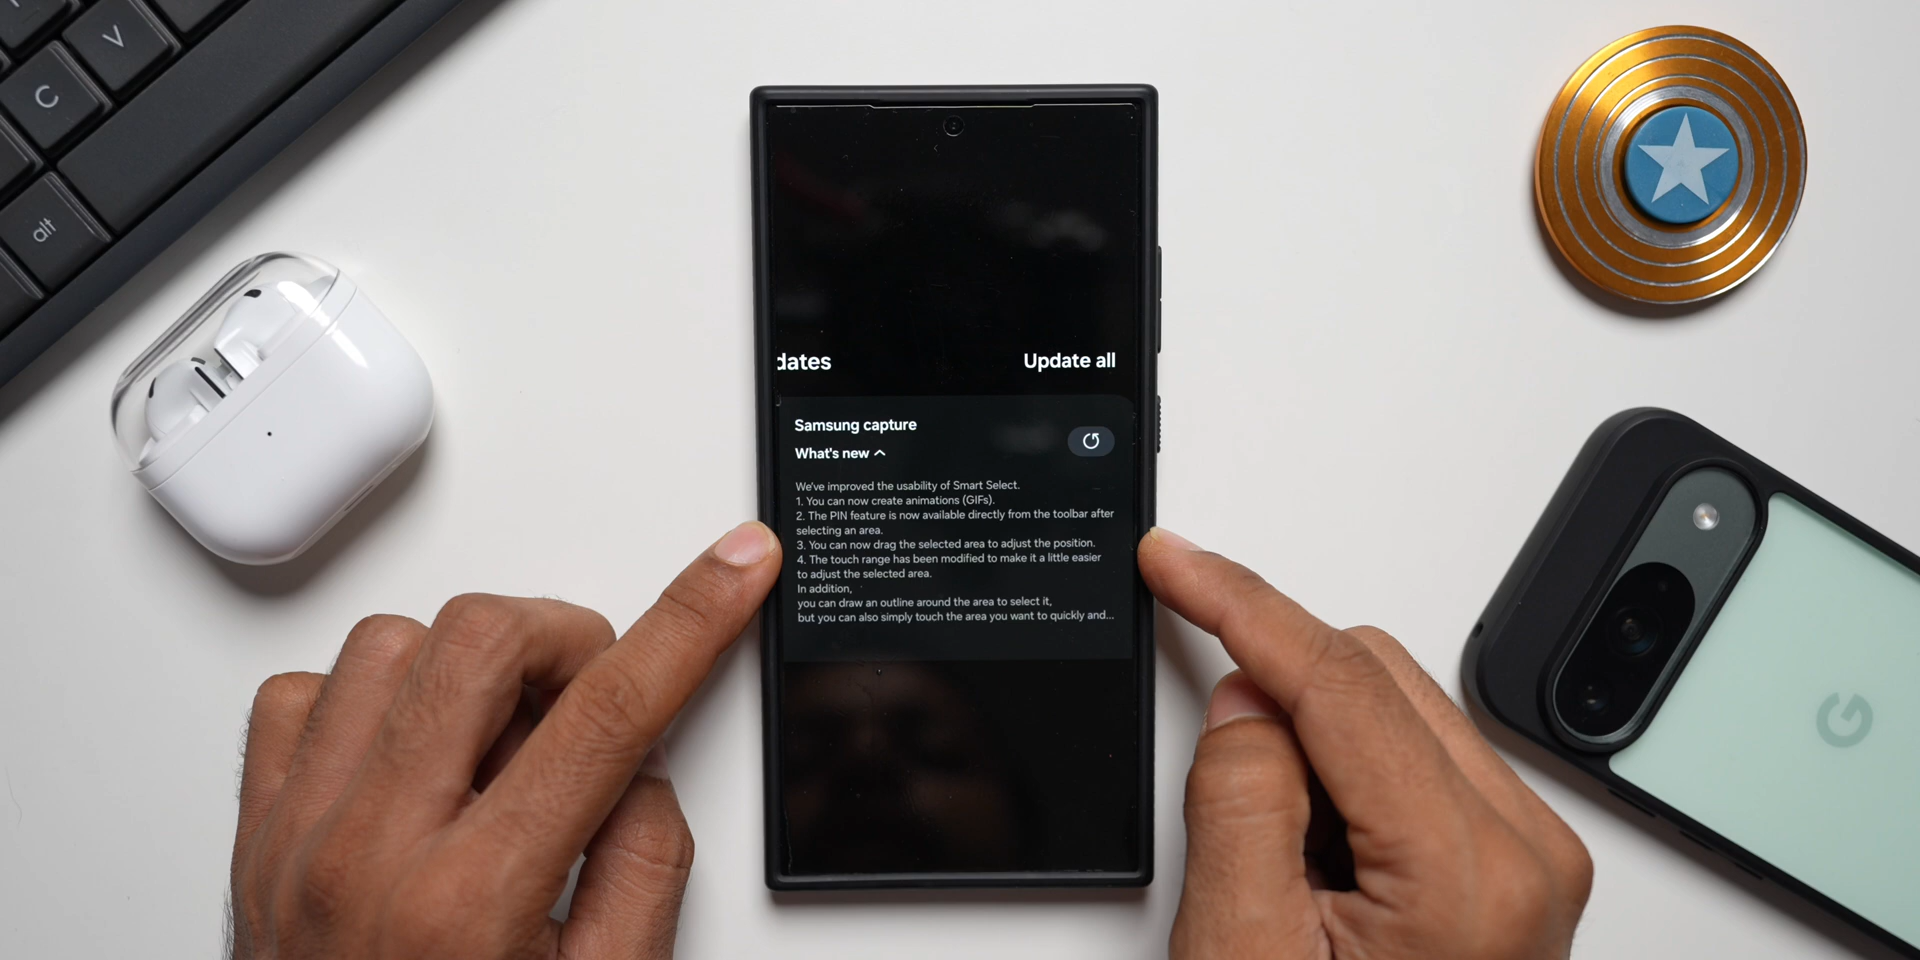 V
C
alt
dates
Update all
Samsung capture
What's new
We've improved the usability of Smart Select.
1. You can now create animations (GIFs).
2. The PIN feature is now available directly from the toolbar after
selecting an area.
3. You can now drag the selected area to adjust the position.
4. The touch range has been modified to make it a little easier
to adjust the selected area.
In addition,
you can draw an outline around the area to select it,
but you can also simply touch the area you want to quickly and...
G